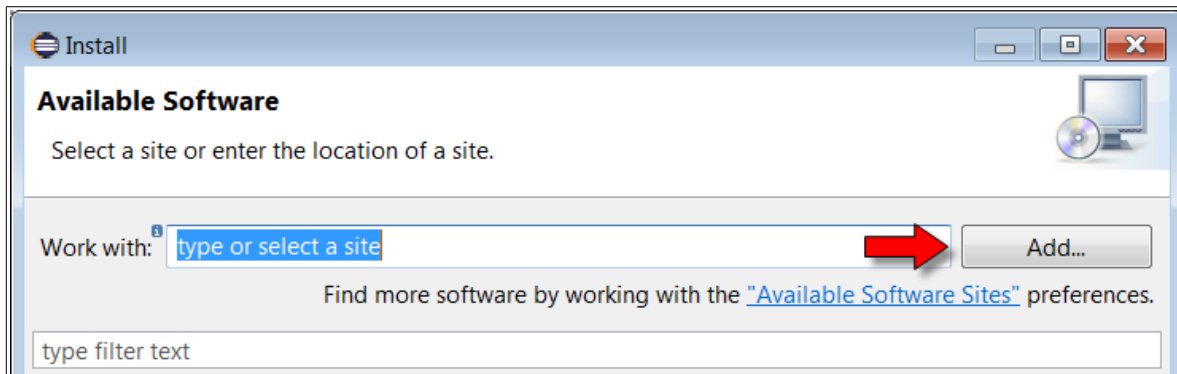 Install
Available Software
Select a site or enter the location of a site.
Work with: type or select a site Add...
Find more software by working with the "Available Software Sites" preferences.
type filter text